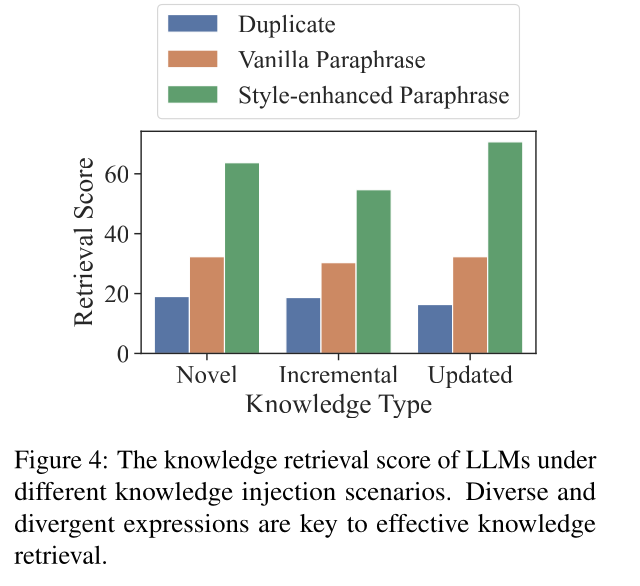 Duplicate
Vanilla Paraphrase
Style-enhanced Paraphrase
Retrieval Score
60
40
20
0
Novel Incremental Updated
Knowledge Type
Figure 4: The knowledge retrieval score of LLMs under
different knowledge injection scenarios. Diverse and
divergent expressions are key to effective knowledge
retrieval.